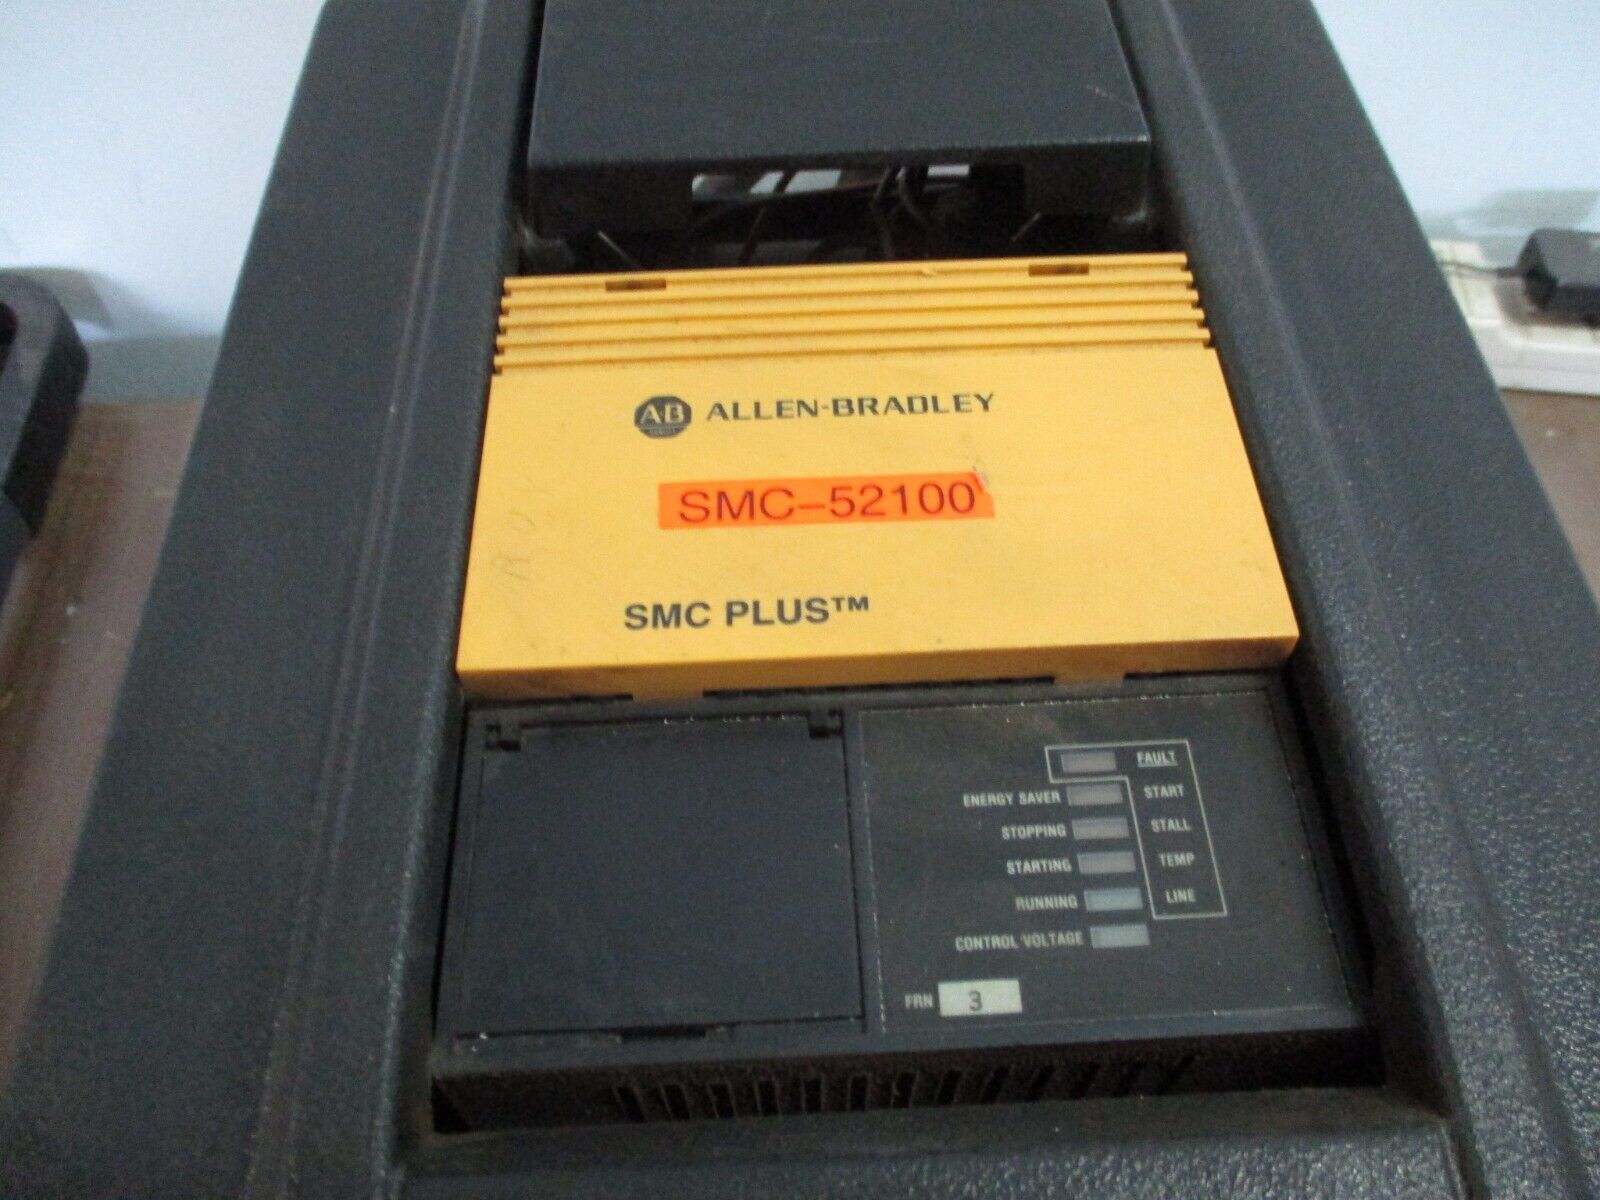 AB ALLEN-BRADLEY
SMC-52100
SMC PLUS™
FAULT
ENERGY SAVER START
STOPPING STALL
STARTING TEMP
RUNNING LINE
CONTROL VOLTAGE
FRN 3